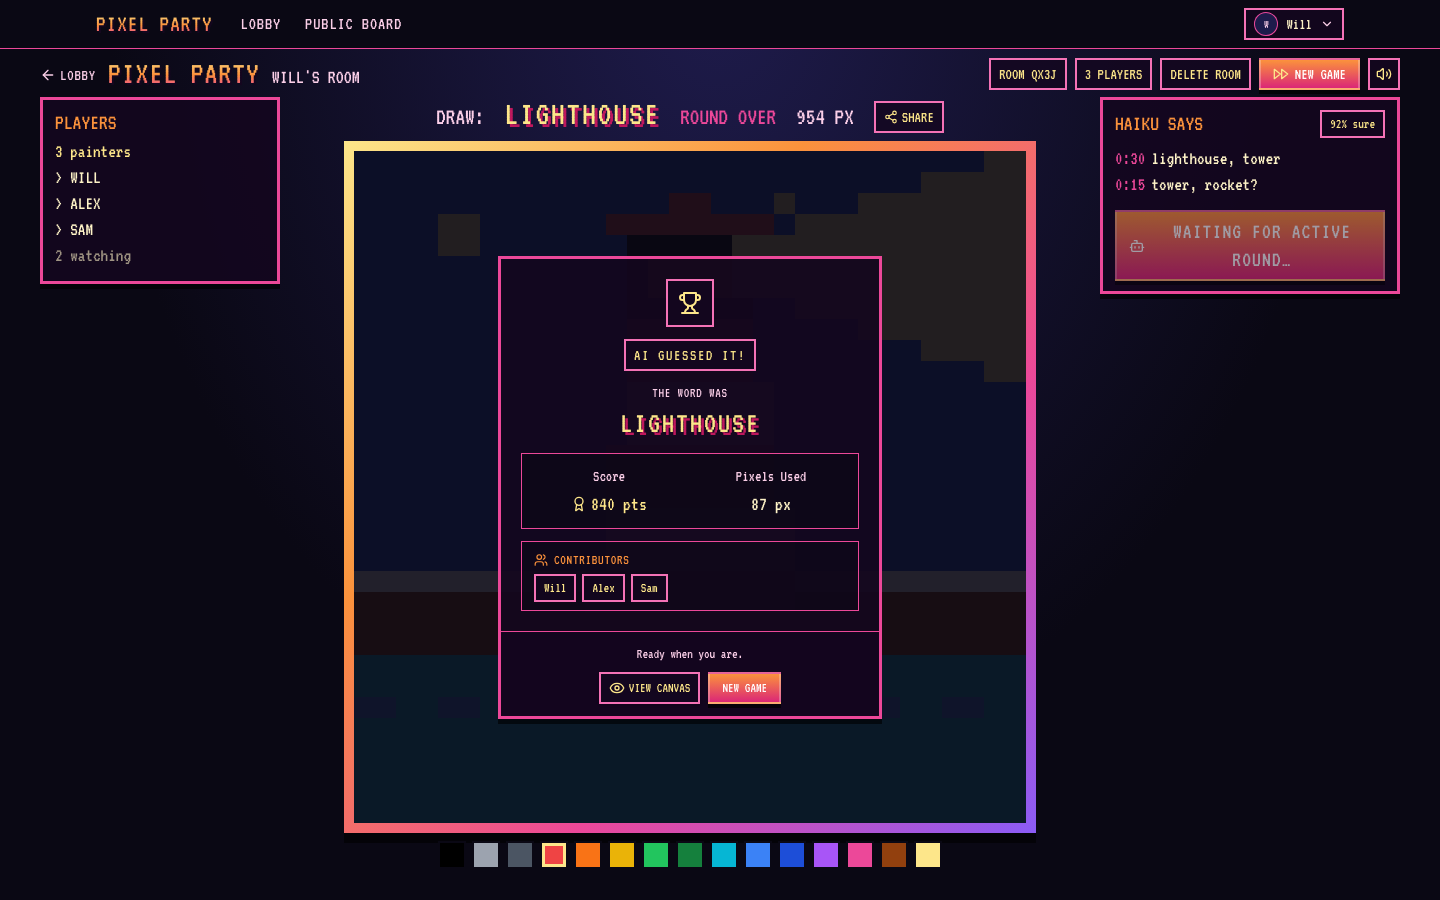 PIXEL PARTY LOBBY PUBLIC BOARD W Will
LOBBY PIXEL PARTY WILL'S ROOM ROOM QX3J 3 PLAYERS DELETE ROOM NEW GAME
DRAW: LIGHTHOUSE ROUND OVER 954 PX SHARE
PLAYERS
3 painters
WILL
ALEX
SAM
2 watching
AI GUESSED IT!
THE WORD WAS
LIGHTHOUSE
Score Pixels Used
840 pts 87 px
CONTRIBUTORS
Will Alex Sam
Ready when you are.
VIEW CANVAS NEW GAME
HAIKU SAYS 92% sure
0:30 lighthouse, tower
0:15 tower, rocket?
WAITING FOR ACTIVE
ROUND…